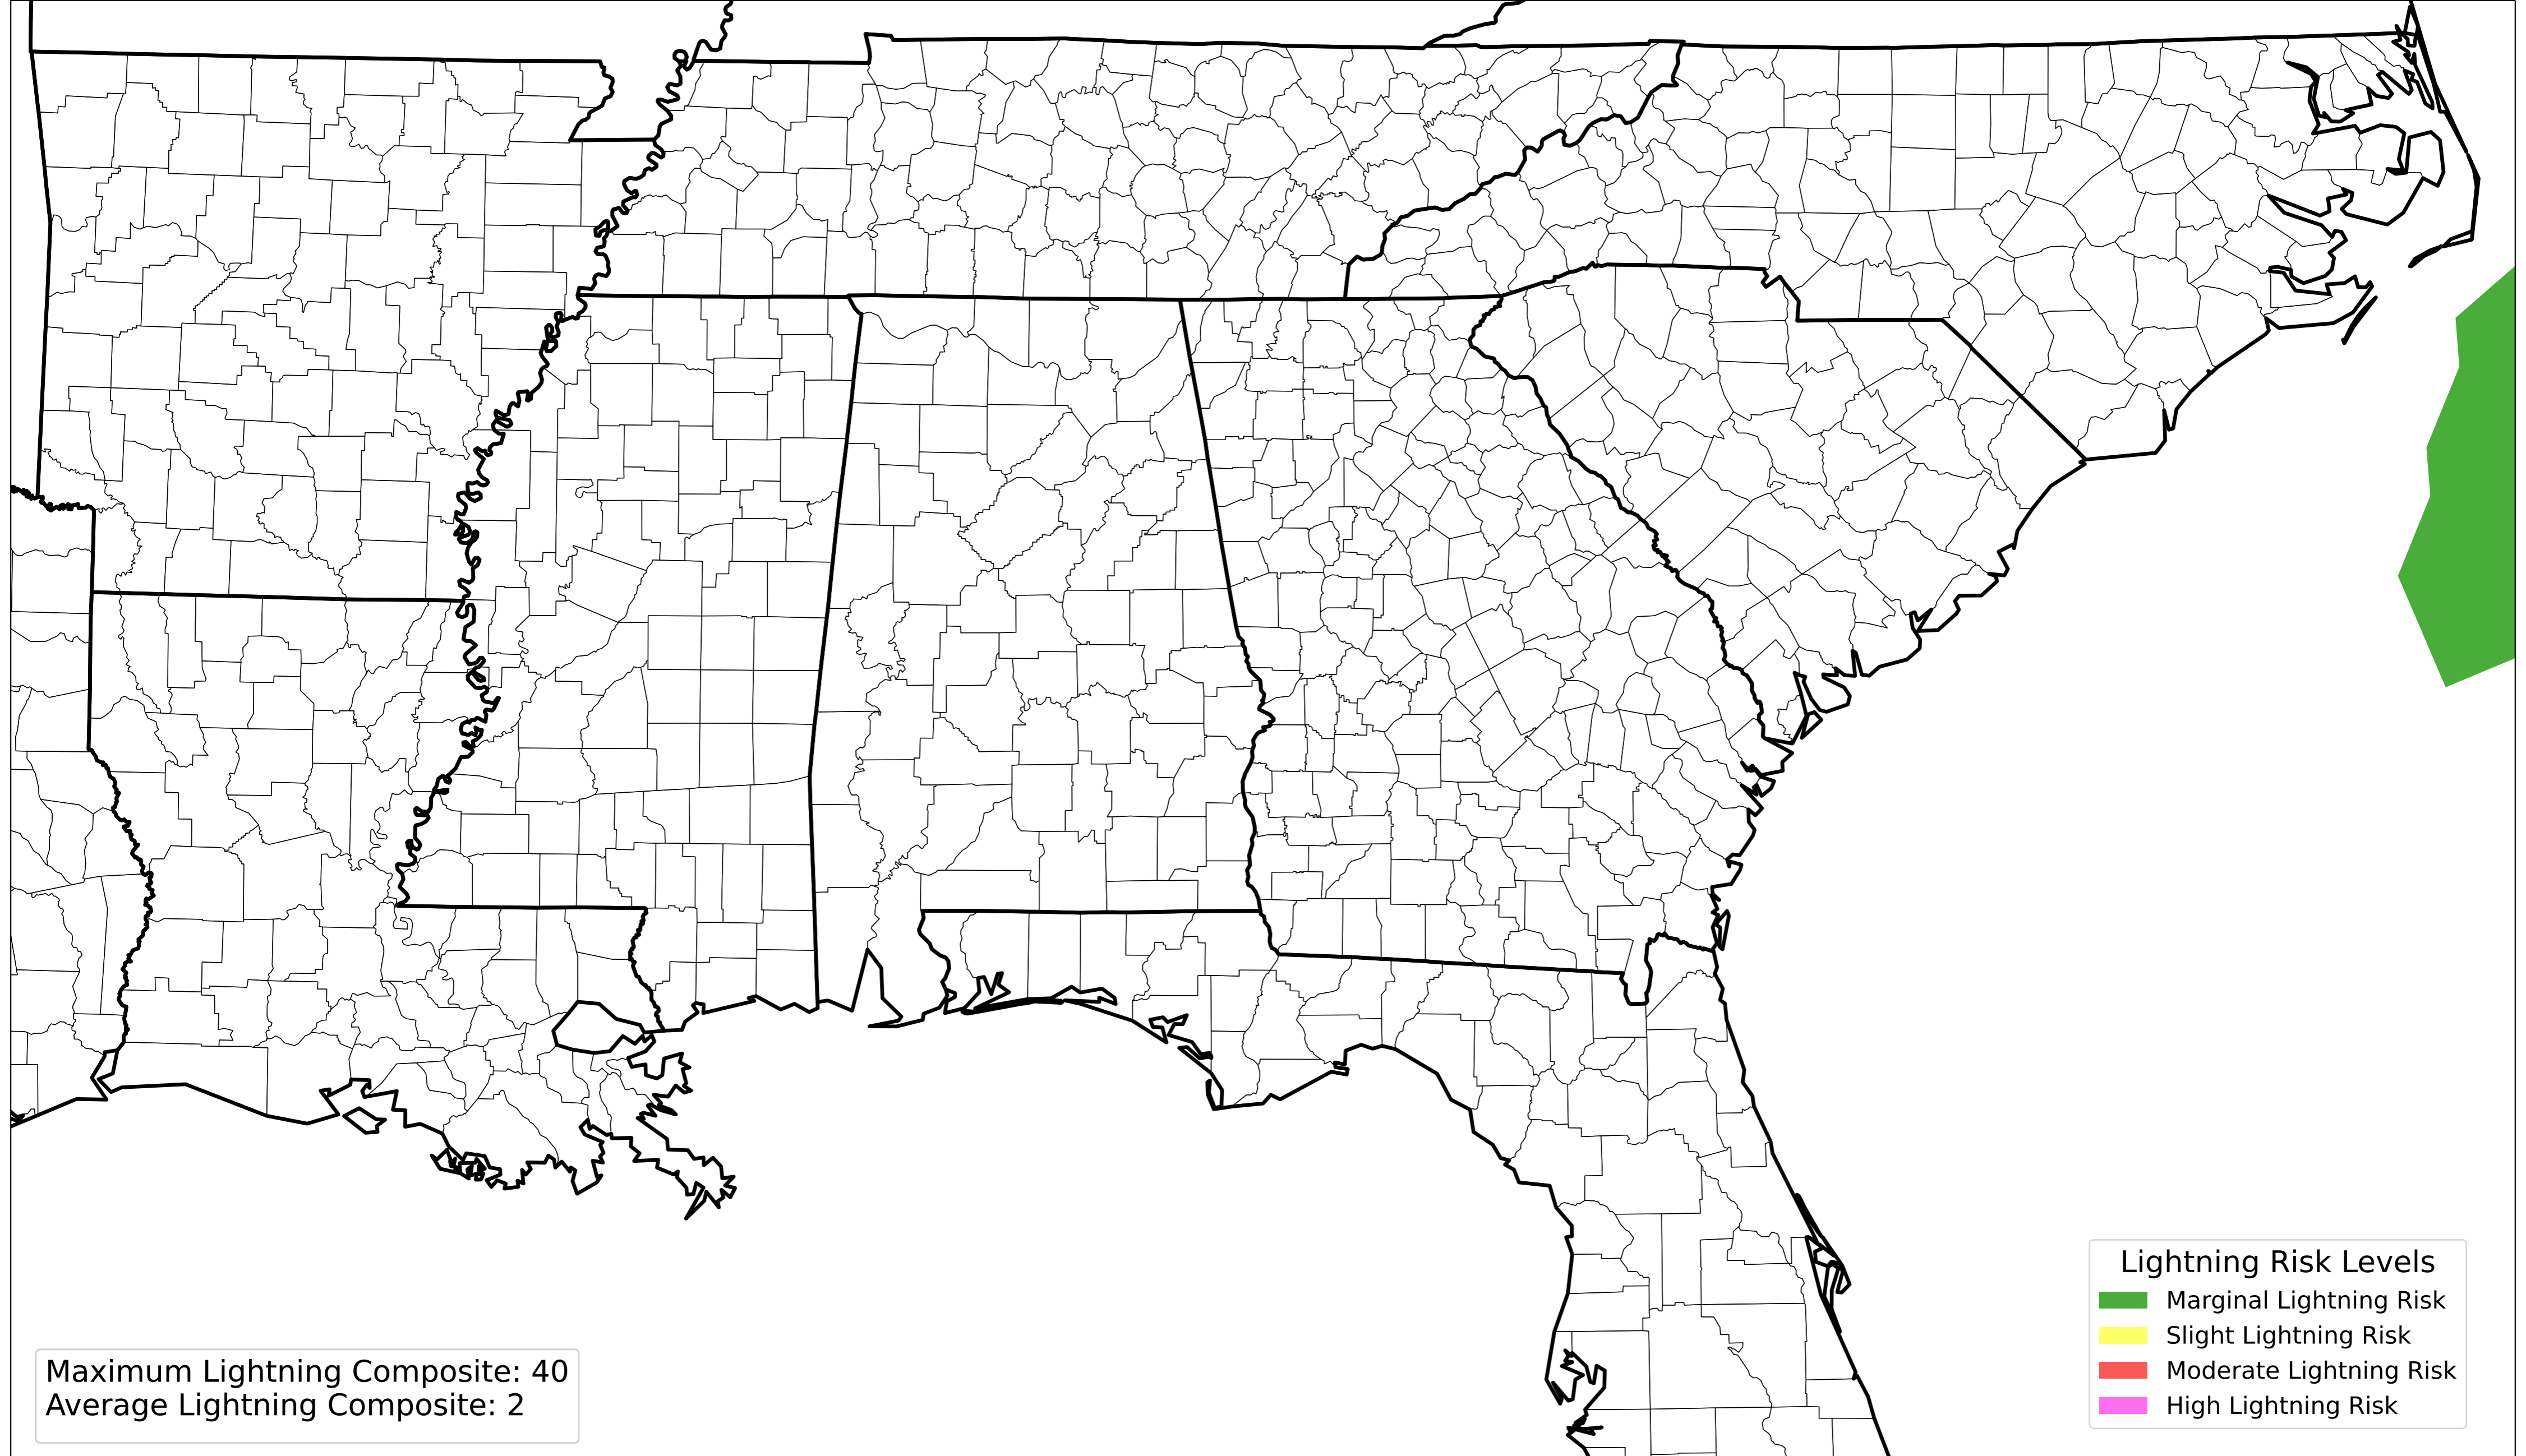 Maximum Lightning Composite: 40
Average Lightning Composite: 2
Lightning Risk Levels
Marginal Lightning Risk
Slight Lightning Risk
Moderate Lightning Risk
High Lightning Risk